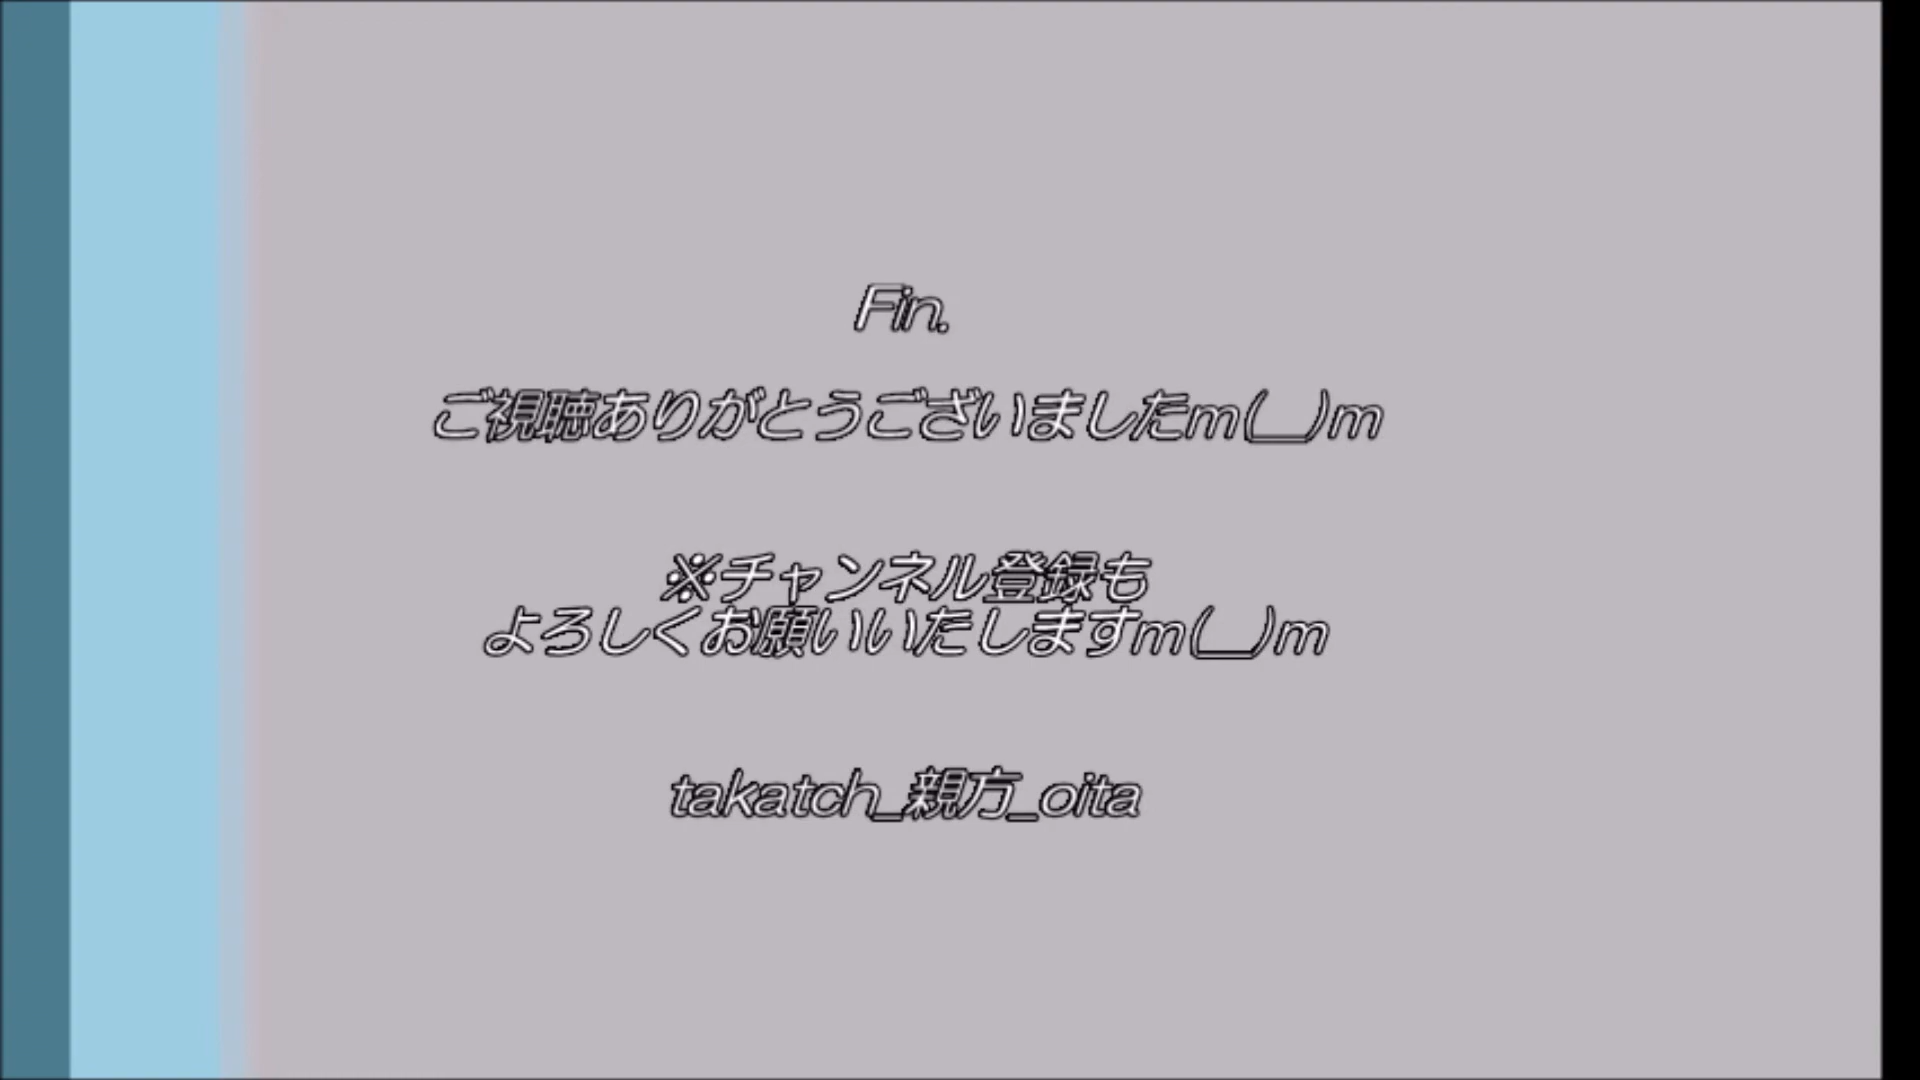 Fin.
ご視聴ありがとうございましたm(__)m
※チャンネル登録も
よろしくお願いいたしますm(__)m
takatch_親方_oita